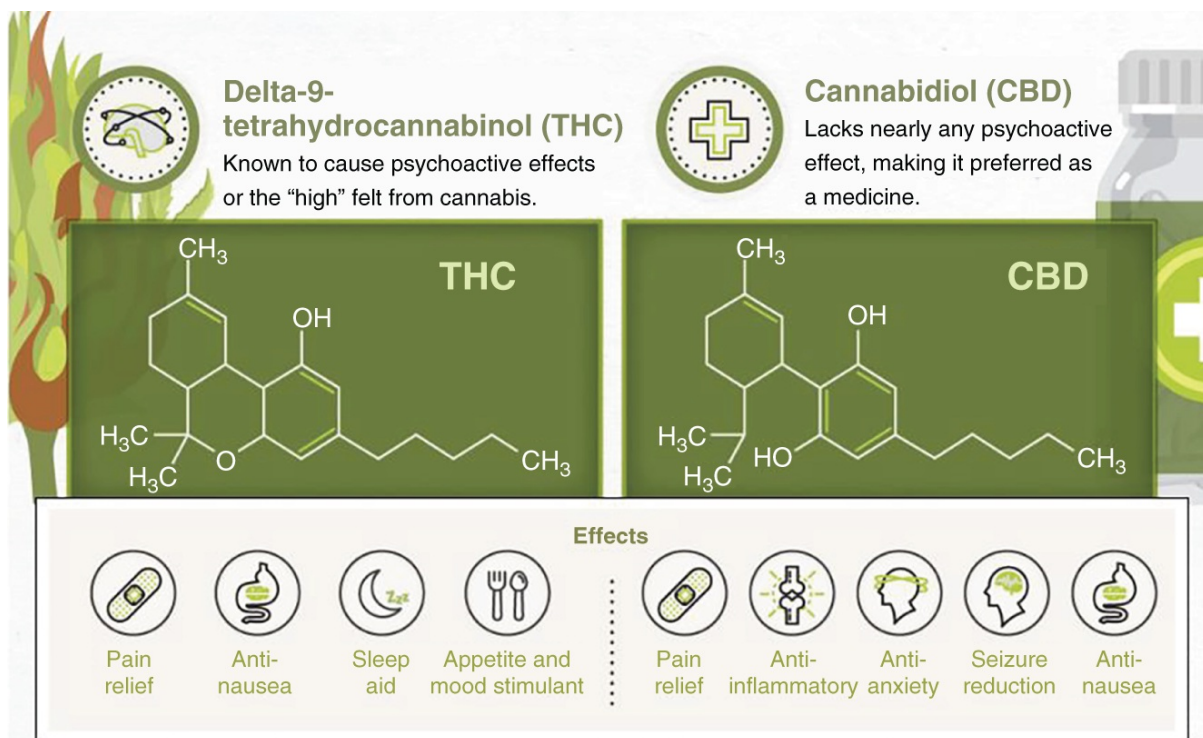 Delta-9-
tetrahydrocannabinol (THC)
Known to cause psychoactive effects
or the “high” felt from cannabis.
Cannabidiol (CBD)
Lacks nearly any psychoactive
effect, making it preferred as
a medicine.
THC
CH₃
OH
H₃C
H₃C
O
CH₃
CBD
CH₃
OH
H₃C
HO
H₃C
CH₃
Effects
Pain
relief
Anti-
nausea
Zzz
Sleep
aid
Appetite and
mood stimulant
Pain
relief
Anti-
inflammatory
Anti-
anxiety
Seizure
reduction
Anti-
nausea